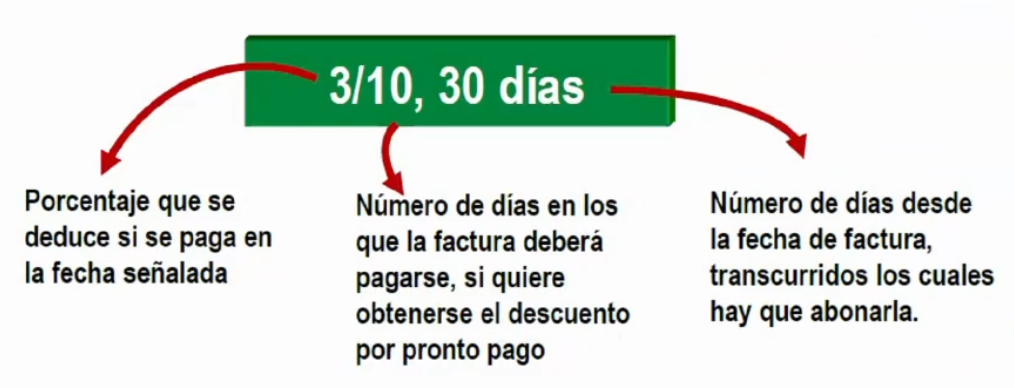 3/10, 30 días
Porcentaje que se
deduce si se paga en
la fecha señalada
Número de días en los
que la factura deberá
pagarse, si quiere
obtenerse el descuento
por pronto pago
Número de días desde
la fecha de factura,
transcurridos los cuales
hay que abonarla.